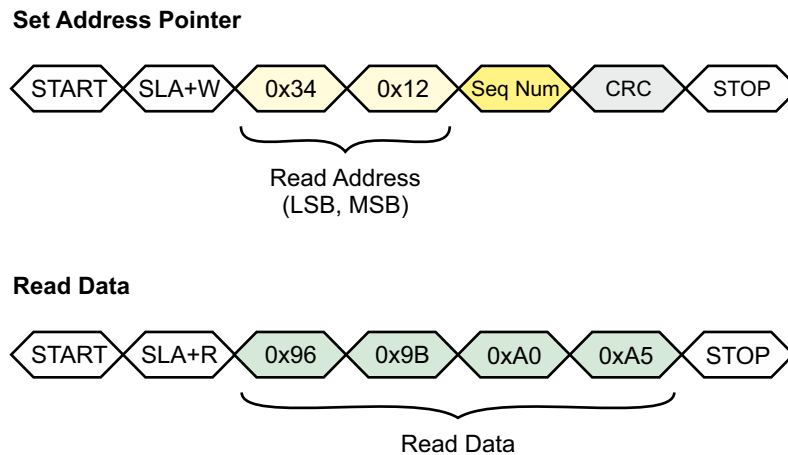 Set Address Pointer
START SLA+W 0x34 0x12 Seq Num CRC STOP
Read Address
(LSB, MSB)
Read Data
START SLA+R 0x96 0x9B 0xA0 0xA5 STOP
Read Data